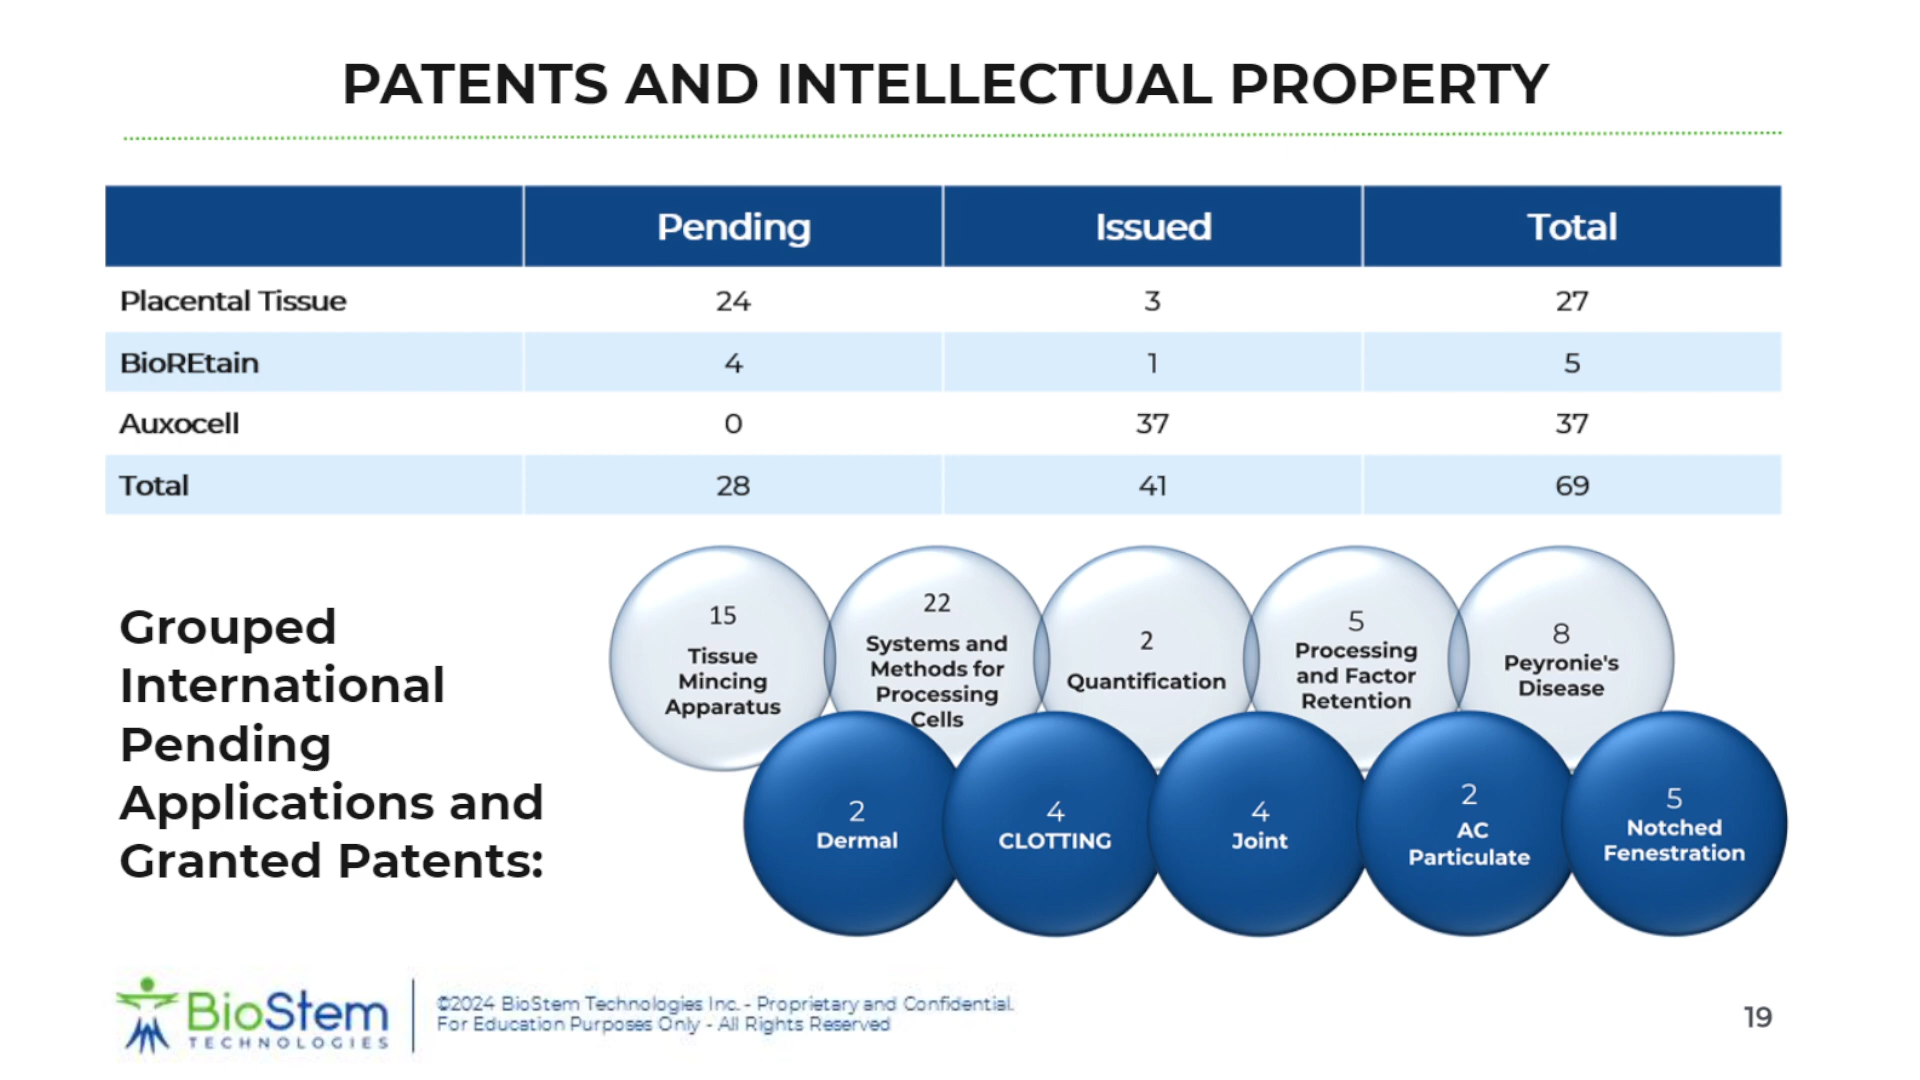 PATENTS AND INTELLECTUAL PROPERTY
Pending Issued Total
Placental Tissue 24 3 27
BioREtain 4 1 5
Auxocell 0 37 37
Total 28 41 69
Grouped
International
Pending
Applications and
Granted Patents:
15
Tissue
Mincing
Apparatus
22
Systems and
Methods for
Processing
Cells
2
Quantification
5
Processing
and Factor
Retention
8
Peyronie's
Disease
2
Dermal
4
CLOTTING
4
Joint
2
AC
Particulate
5
Notched
Fenestration
BioStem
TECHNOLOGIES
©2024 BioStem Technologies Inc. - Proprietary and Confidential.
For Education Purposes Only - All Rights Reserved
19